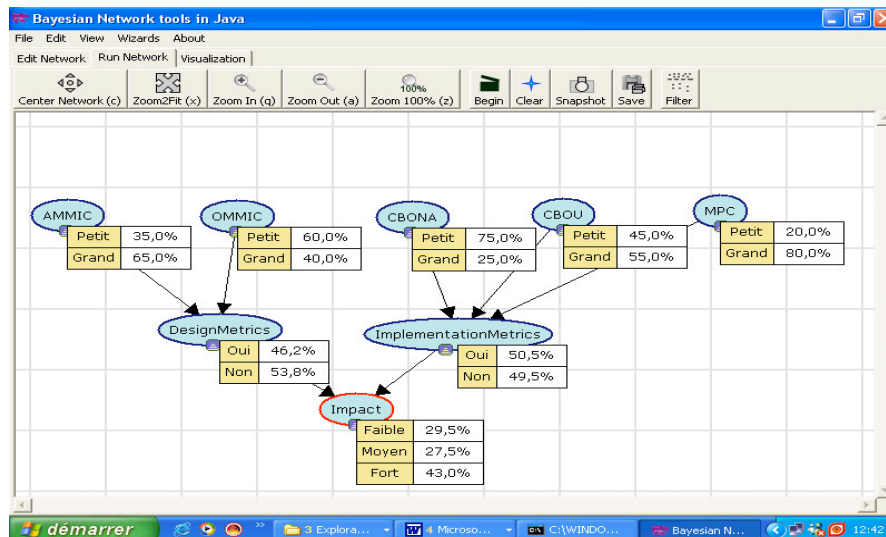 Bayesian Network tools in Java
File Edit View Wizards About
Edit Network Run Network Visualization
Center Network (c) Zoom2Fit (x) Zoom In (q) Zoom Out (a) 100% Zoom 100% (z) Begin Clear Snapshot Save Filter
AMMIC OMMIC CBONA CBOU MPC
Petit 35,0% Petit 60,0% Petit 75,0% Petit 45,0% Petit 20,0%
Grand 65,0% Grand 40,0% Grand 25,0% Grand 55,0% Grand 80,0%
DesignMetrics ImplementationMetrics
Oui 46,2% Oui 50,5%
Non 53,8% Non 49,5%
Impact
Faible 29,5%
Moyen 27,5%
Fort 43,0%
démarrer » 3 Explora... 4 Microso... C:\WINDO... Bayesian N... 12:42